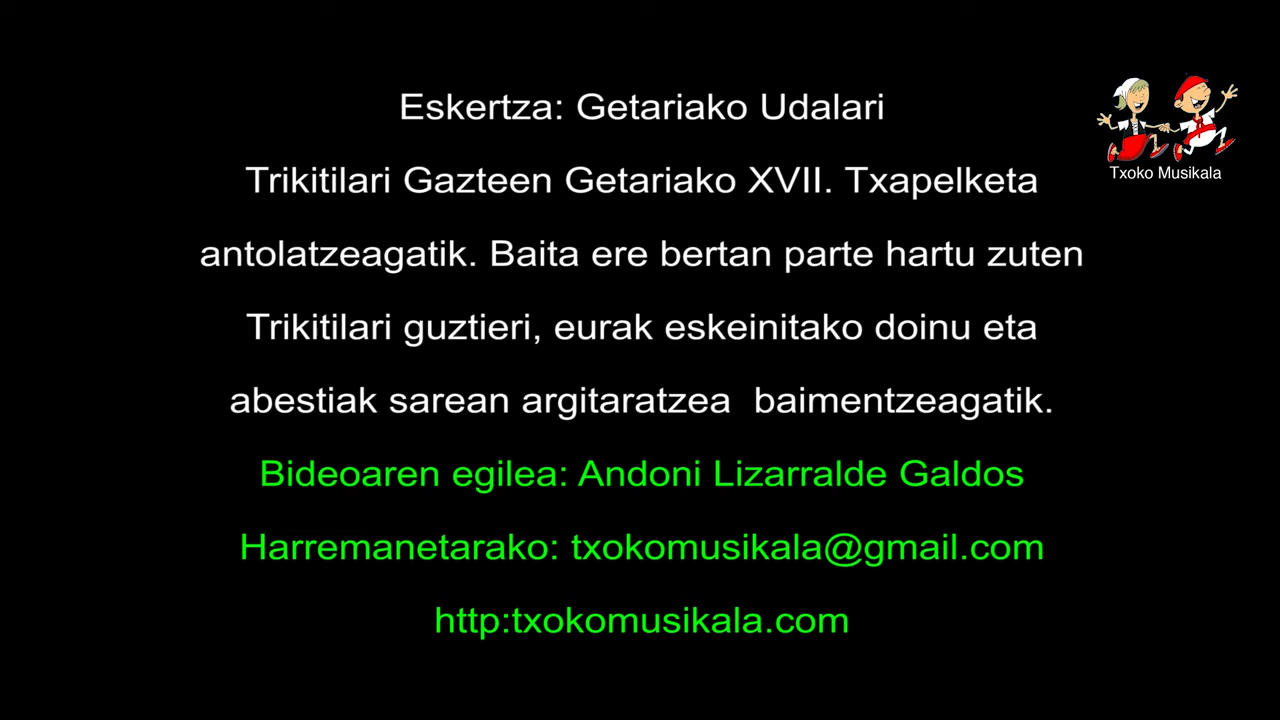 Eskertza: Getariako Udalari
Txoko Musikala
Trikitilari Gazteen Getariako XVII. Txapelketa
antolatzeagatik. Baita ere bertan parte hartu zuten
Trikitilari guztieri, eurak eskeinitako doinu eta
abestiak sarean argitaratzea  baimentzeagatik.
Bideoaren egilea: Andoni Lizarralde Galdos
Harremanetarako: txokomusikala@gmail.com
http:txokomusikala.com